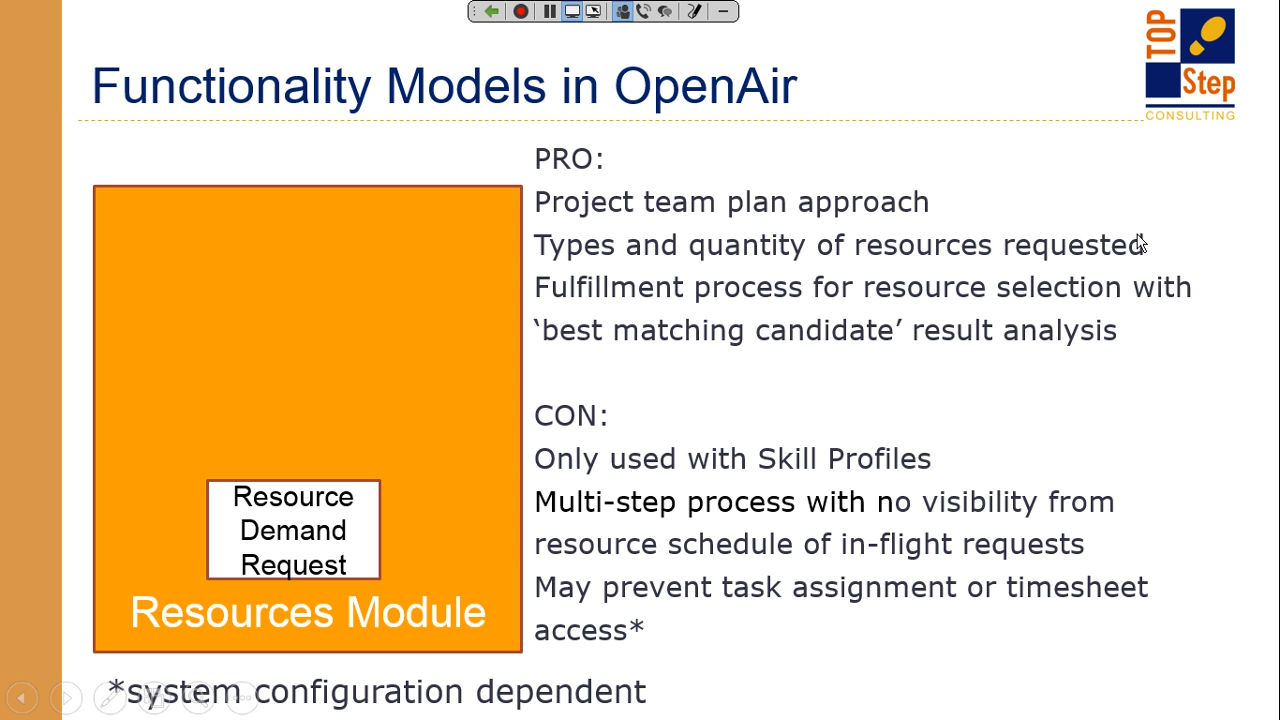 TOP
Step
CONSULTING
Functionality Models in OpenAir
PRO:
Project team plan approach
Types and quantity of resources requested
Fulfillment process for resource selection with
‘best matching candidate’ result analysis
CON:
Only used with Skill Profiles
Multi-step process with no visibility from
resource schedule of in-flight requests
May prevent task assignment or timesheet
access*
Resource
Demand
Request
Resources Module
*system configuration dependent